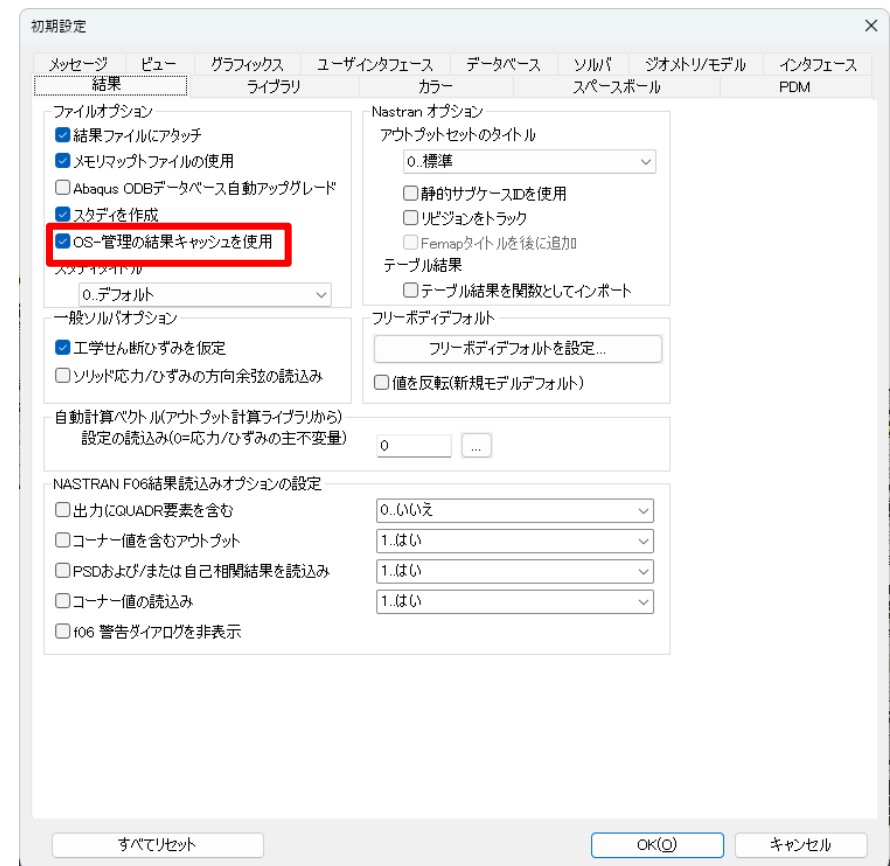 初期設定
メッセージ ビュー グラフィックス ユーザインタフェース データベース ソルバ ジオメトリ/モデル インタフェース
結果 ライブラリ カラー スペースボール PDM
ファイルオプション
結果ファイルにアタッチ
メモリマップトファイルの使用
Abaqus ODBデータベース自動アップグレード
スタディを作成
OS-管理の結果キャッシュを使用
スタディタイトル
0..デフォルト
Nastran オプション
アウトプットセットのタイトル
0..標準
静的サブケースIDを使用
リビジョンをトラック
Femapタイトルを後に追加
テーブル結果
テーブル結果を関数としてインポート
一般ソルバオプション
工学せん断ひずみを仮定
ソリッド応力/ひずみの方向余弦の読込み
フリーボディデフォルト
フリーボディデフォルトを設定...
値を反転(新規モデルデフォルト)
自動計算ベクトル(アウトプット計算ライブラリから)
設定の読込み(0=応力/ひずみの主不変量) 0 ...
NASTRAN F06結果読込みオプションの設定
出力にQUADR要素を含む 0..いいえ
コーナー値を含むアウトプット 1..はい
PSDおよび/または自己相関結果を読込み 1..はい
コーナー値の読込み 1..はい
f06 警告ダイアログを非表示
すべてリセット OK(O) キャンセル